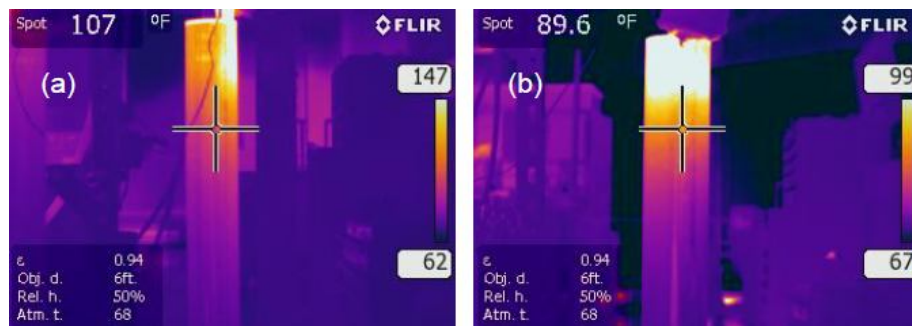 Spot 107 °F FLIR
(a)
147
62
ε 0.94
Obj. d. 6ft.
Rel. h. 50%
Atm. t. 68
Spot 89.6 °F FLIR
(b)
99
67
ε 0.94
Obj. d. 6ft.
Rel. h. 50%
Atm. t. 68